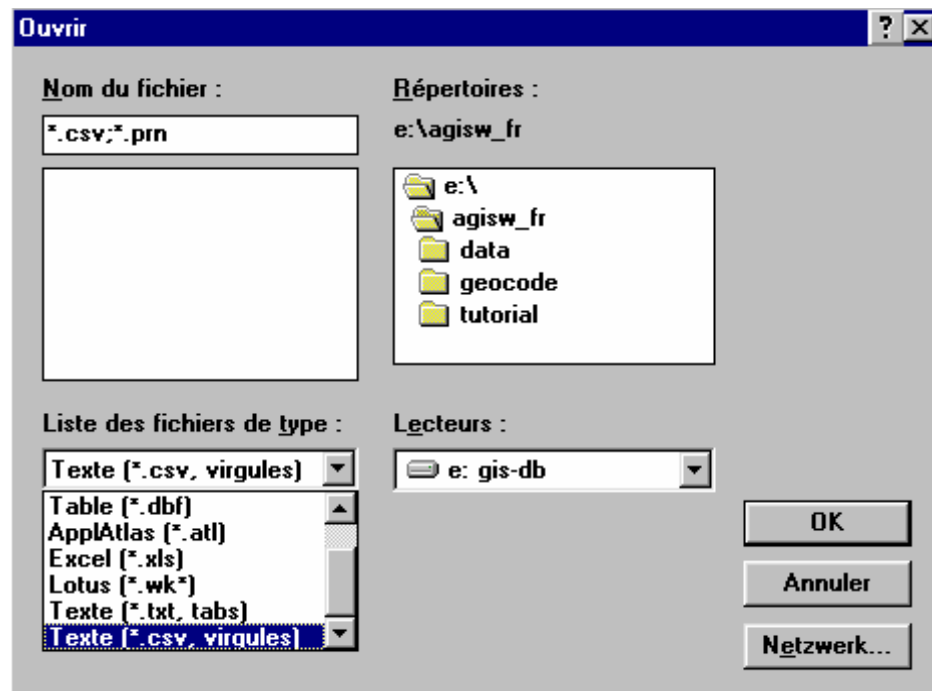 Ouvrir
Nom du fichier :
*.csv;*.prn
Répertoires :
e:\agisw_fr
e:\
agisw_fr
data
geocode
tutorial
Liste des fichiers de type :
Texte (*.csv, virgules)
Table (*.dbf)
ApplAtlas (*.atl)
Excel (*.xls)
Lotus (*.wk*)
Texte (*.txt, tabs)
Texte (*.csv, virgules)
Lecteurs :
e: gis-db
OK
Annuler
Netzwerk...